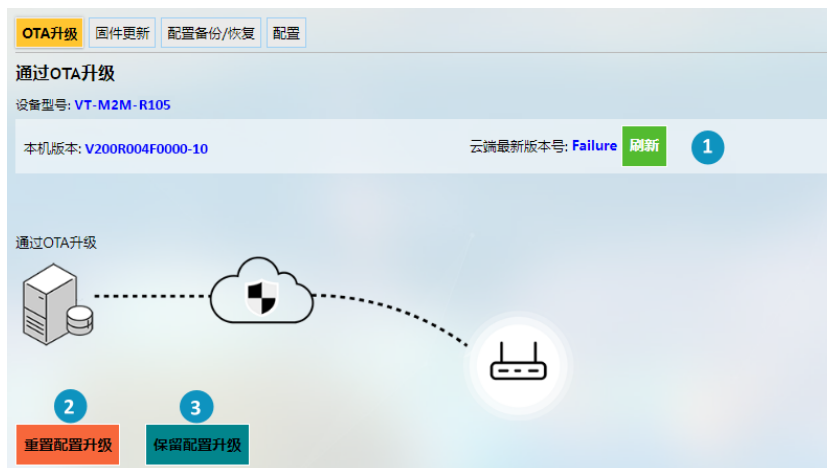 OTA升级 固件更新 配置备份/恢复 配置
通过OTA升级
设备型号: VT-M2M-R105
本机版本: V200R004F0000-10 云端最新版本号: Failure 刷新 1
通过OTA升级
2 3
重置配置升级 保留配置升级